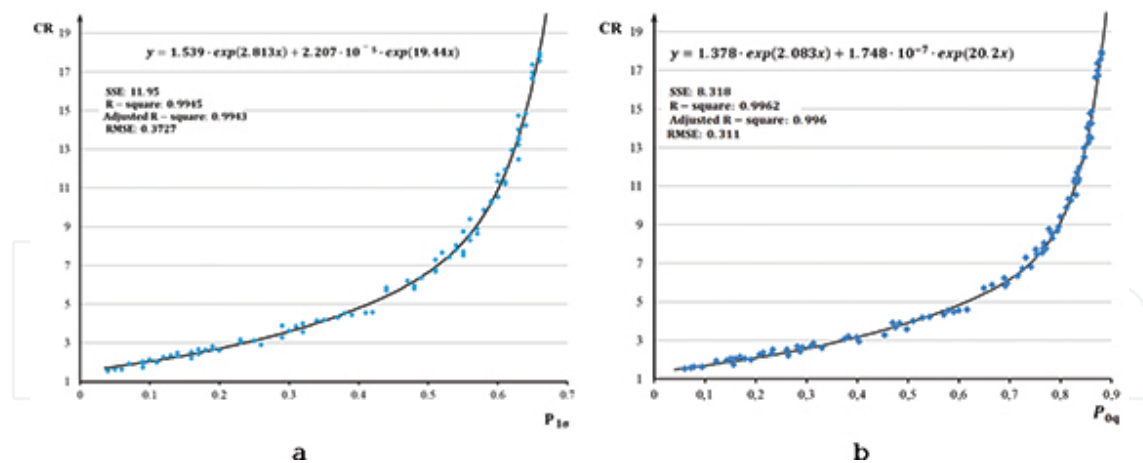 CR
19
17
15
13
11
9
7
5
3
1
y = 1.539 · exp(2.813x) + 2.207 · 10⁻⁵ · exp(19.44x)
SSE: 11.95
R − square: 0.9945
Adjusted R − square: 0.9943
RMSE: 0.3727
0 0.1 0.2 0.3 0.4 0.5 0.6 0.7
P₁σ
a
CR
19
17
15
13
11
9
7
5
3
1
y = 1.378 · exp(2.083x) + 1.748 · 10⁻⁷ · exp(20.2x)
SSE: 8.318
R − square: 0.9962
Adjusted R − square: 0.996
RMSE: 0.311
0 0,1 0,2 0,3 0,4 0,5 0,6 0,7 0,8 0,9
P₀q
b